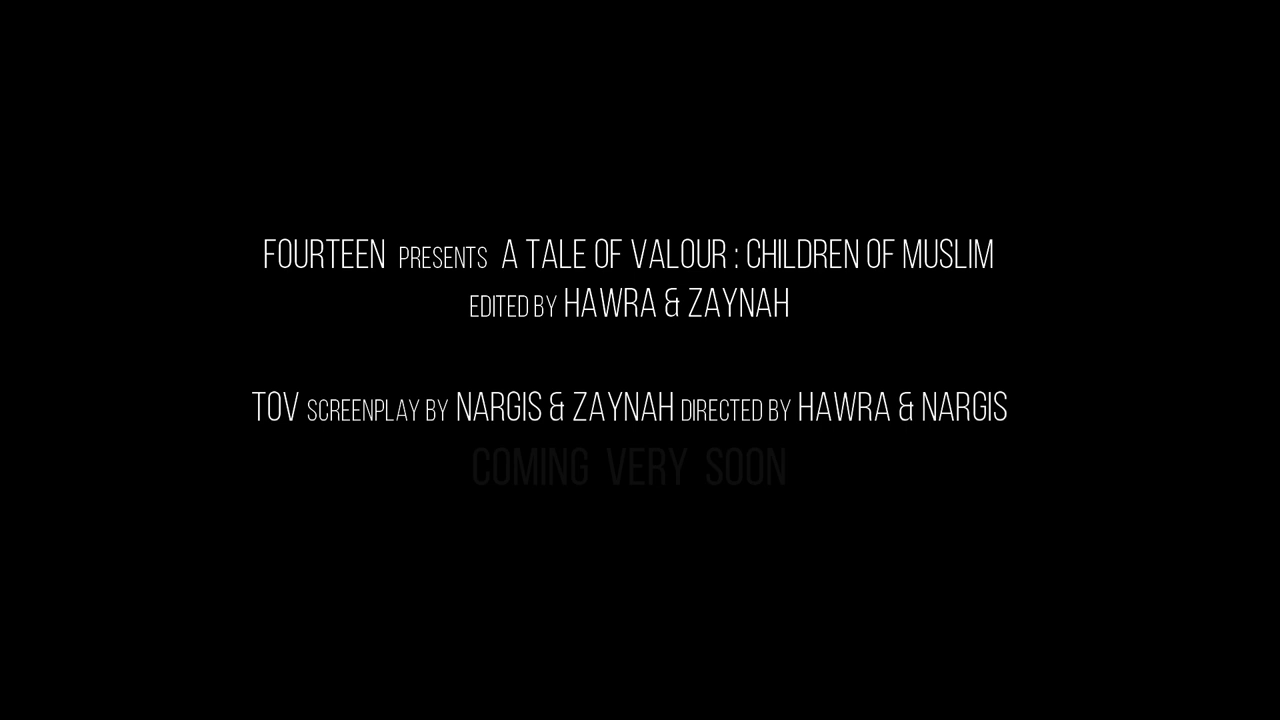 FOURTEEN PRESENTS A TALE OF VALOUR : CHILDREN OF MUSLIM
EDITED BY HAWRA & ZAYNAH
TOV SCREENPLAY BY NARGIS & ZAYNAH DIRECTED BY HAWRA & NARGIS
COMING VERY SOON